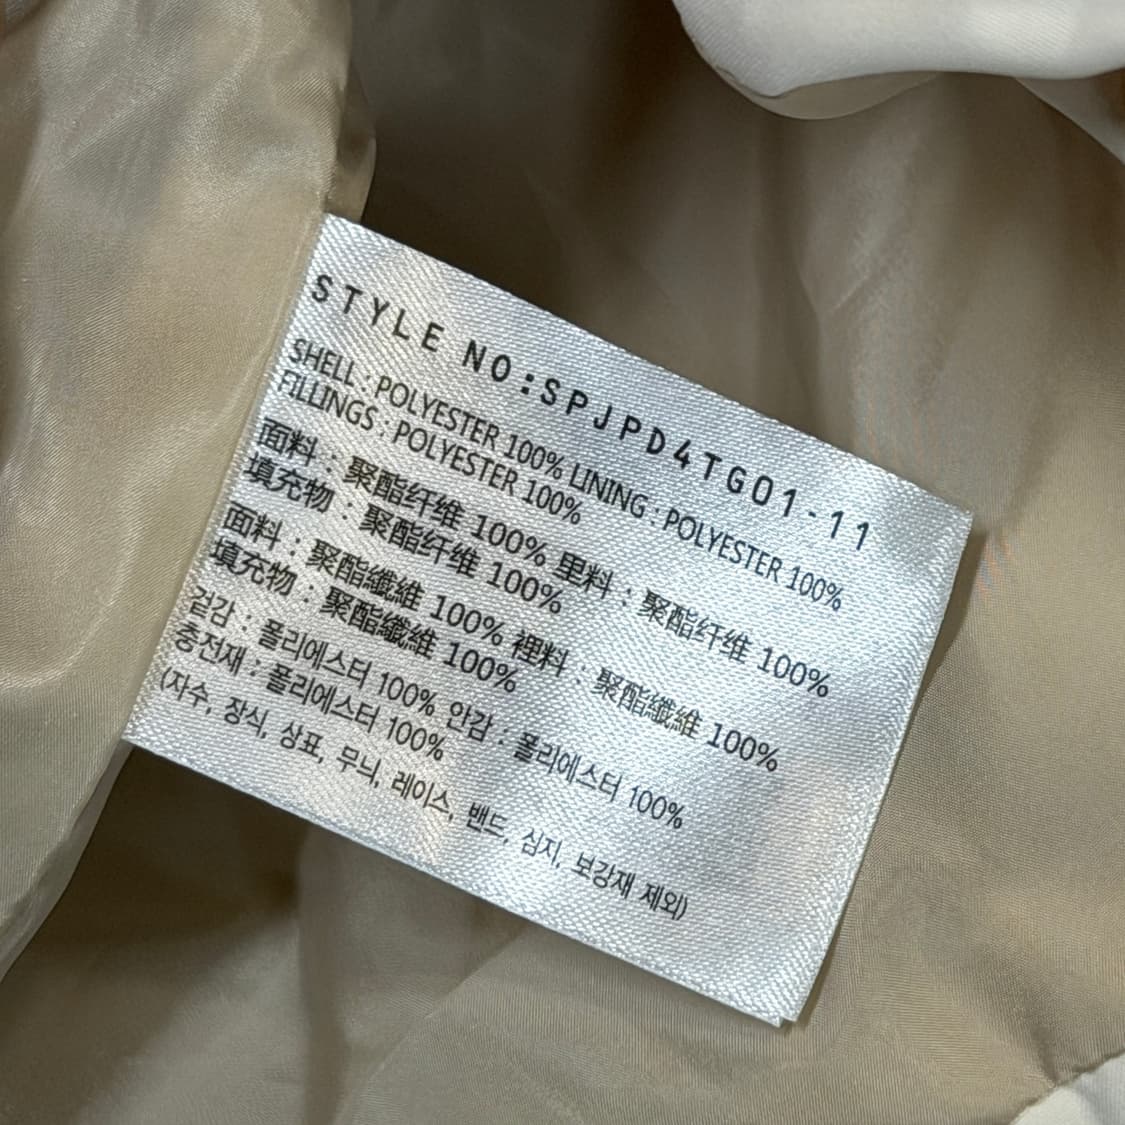 STYLE NO:SPJPD4TG01-11
SHELL : POLYESTER 100% LINING : POLYESTER 100%
FILLINGS : POLYESTER 100%
面料 : 聚酯纤维 100% 里料 : 聚酯纤维 100%
填充物 : 聚酯纤维 100%
面料 : 聚酯纖維 100% 裡料 : 聚酯纖維 100%
填充物 : 聚酯纖維 100%
겉감 : 폴리에스터 100% 안감 : 폴리에스터 100%
충전재 : 폴리에스터 100%
(자수, 장식, 상표, 무늬, 레이스, 밴드, 심지, 보강재 제외)